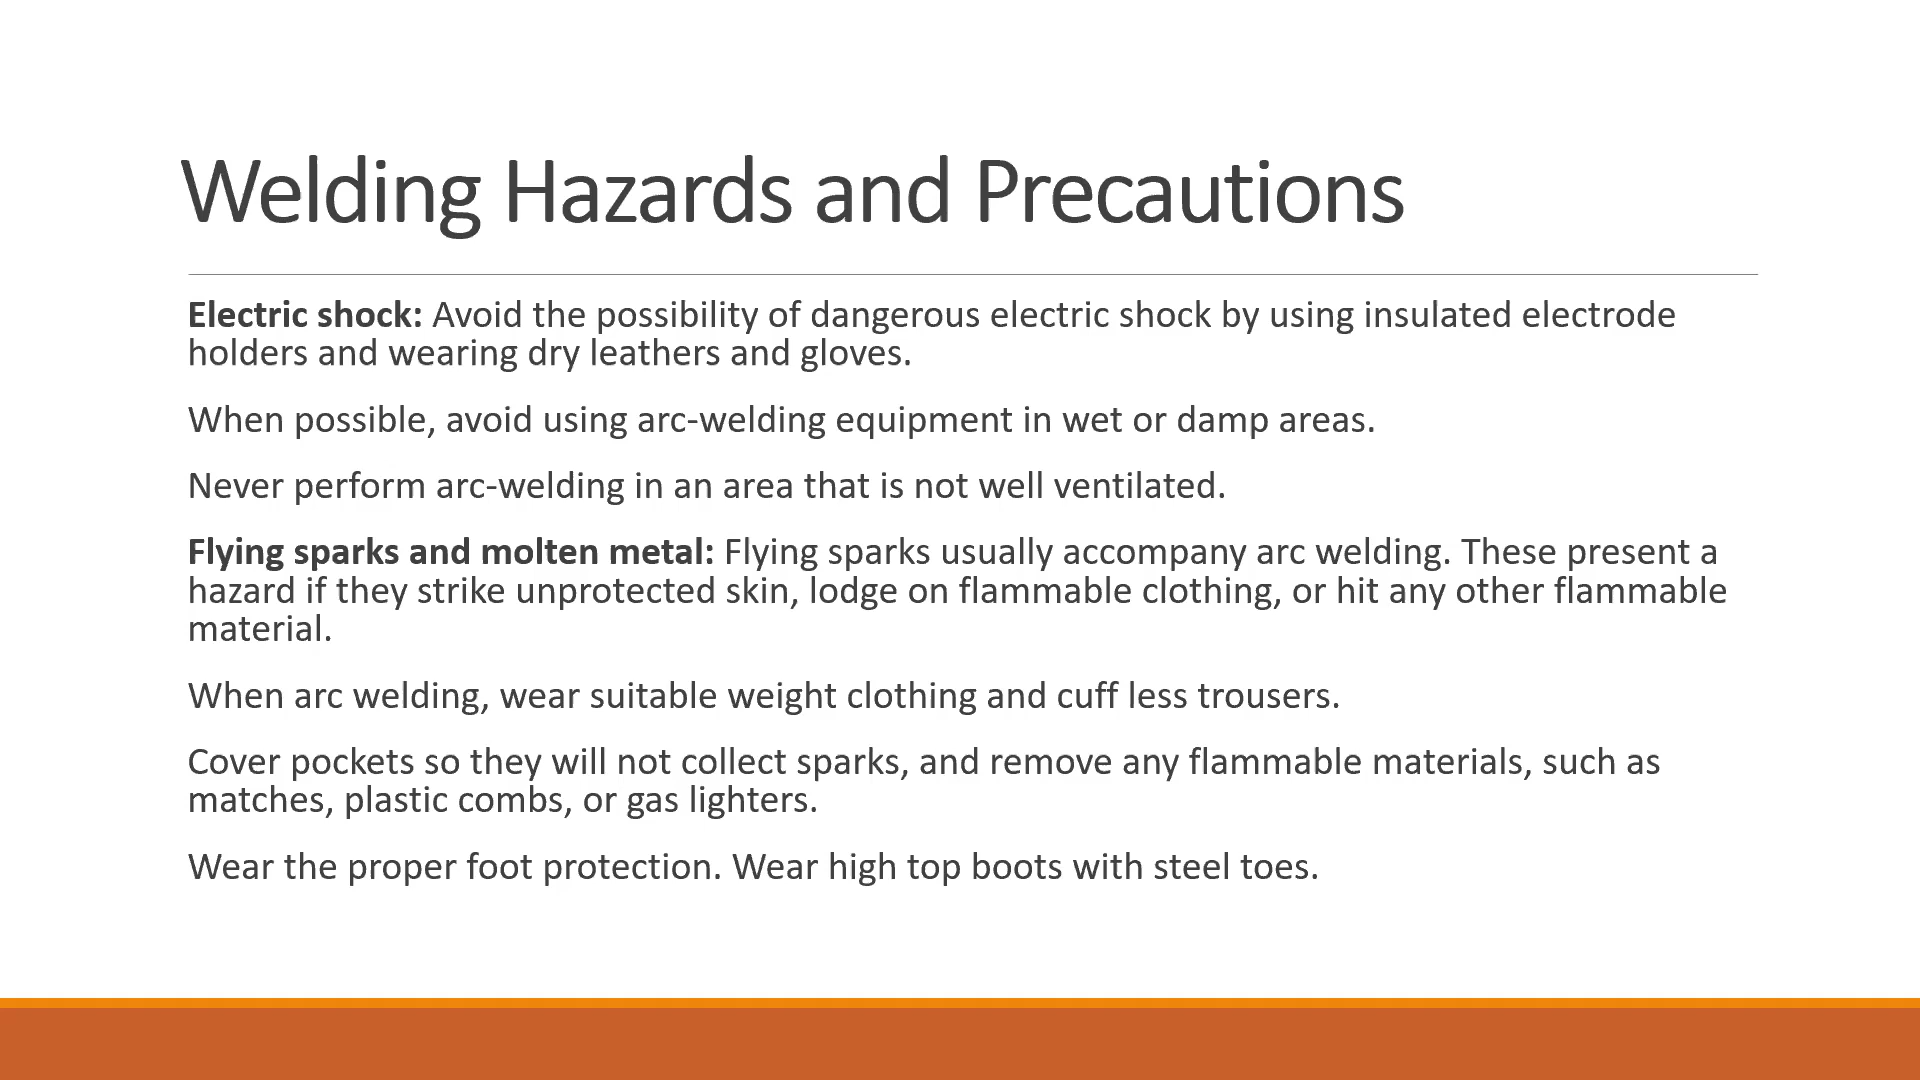 Welding Hazards and Precautions
Electric shock: Avoid the possibility of dangerous electric shock by using insulated electrode
holders and wearing dry leathers and gloves.
When possible, avoid using arc-welding equipment in wet or damp areas.
Never perform arc-welding in an area that is not well ventilated.
Flying sparks and molten metal: Flying sparks usually accompany arc welding. These present a
hazard if they strike unprotected skin, lodge on flammable clothing, or hit any other flammable
material.
When arc welding, wear suitable weight clothing and cuff less trousers.
Cover pockets so they will not collect sparks, and remove any flammable materials, such as
matches, plastic combs, or gas lighters.
Wear the proper foot protection. Wear high top boots with steel toes.